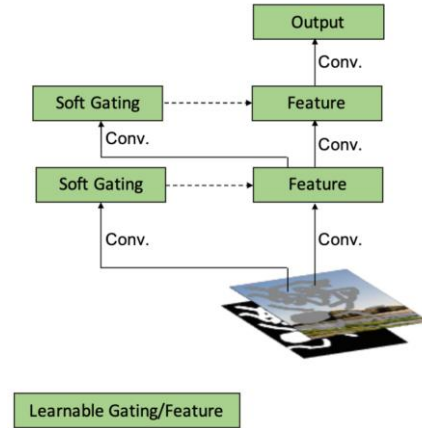 Output
Conv.
Soft Gating
Feature
Conv.
Conv.
Soft Gating
Feature
Conv.
Conv.
Learnable Gating/Feature